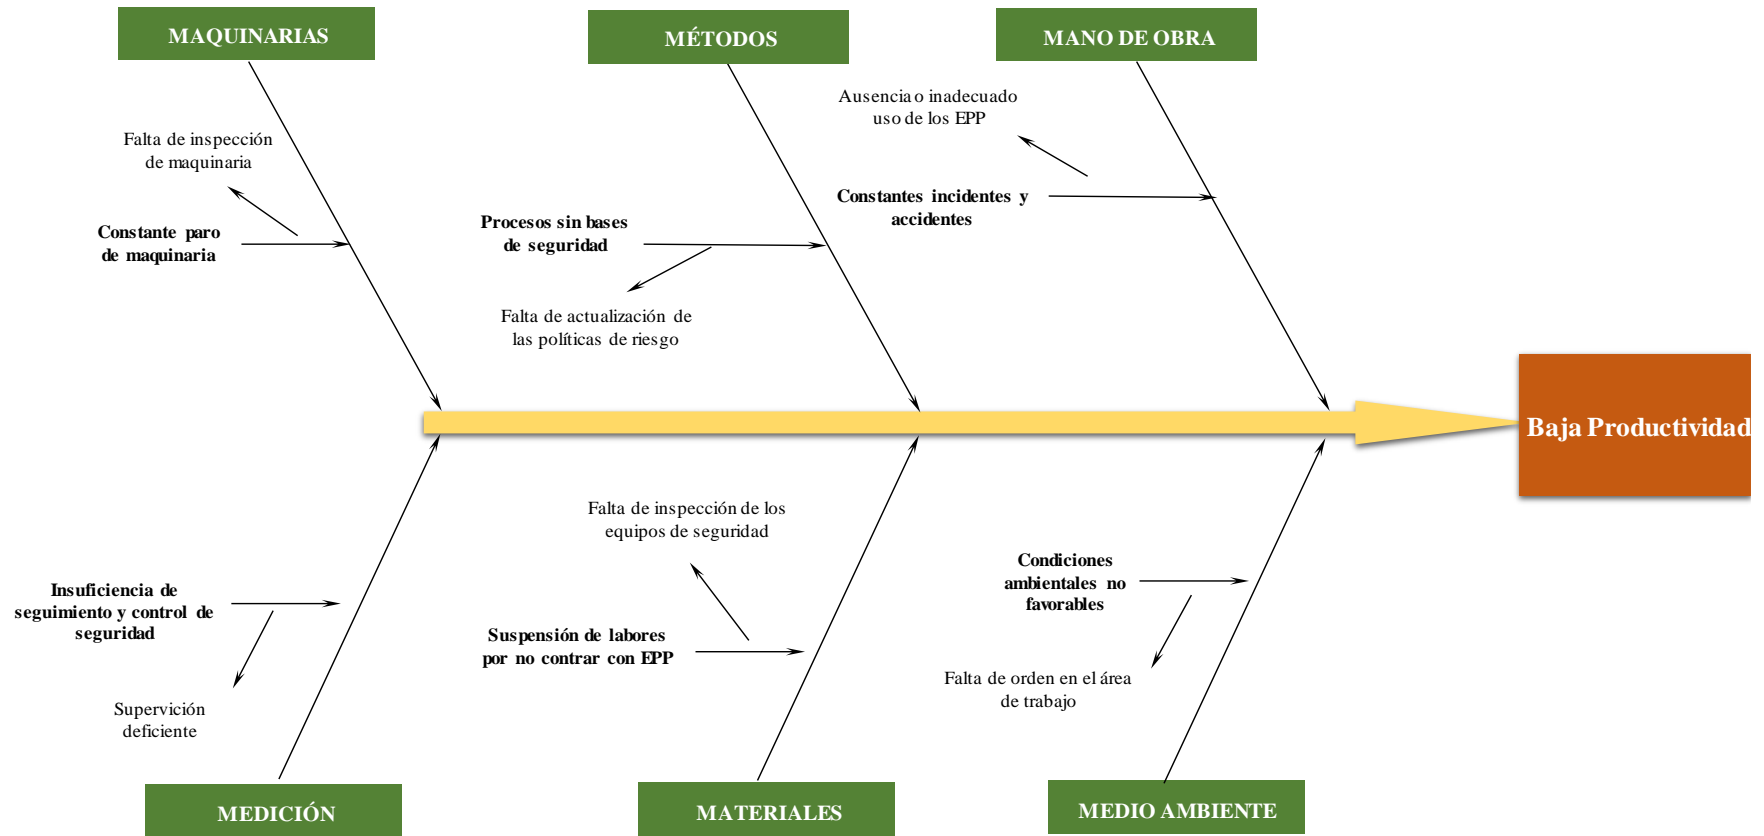 MAQUINARIAS
MÉTODOS
MANO DE OBRA
Falta de inspección
de maquinaria
Constante paro
de maquinaria
Procesos sin bases
de seguridad
Falta de actualización de
las políticas de riesgo
Ausencia o inadecuado
uso de los EPP
Constantes incidentes y
accidentes
Baja Productividad
Insuficiencia de
seguimiento y control de
seguridad
Supervición
deficiente
Falta de inspección de los
equipos de seguridad
Suspensión de labores
por no contrar con EPP
Condiciones
ambientales no
favorables
Falta de orden en el área
de trabajo
MEDICIÓN
MATERIALES
MEDIO AMBIENTE